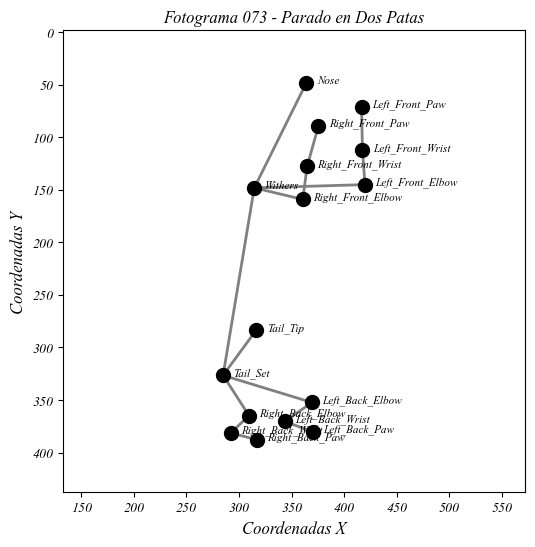 Fotograma 073 - Parado en Dos Patas
0
50
Nose
Left_Front_Paw
100
Right_Front_Paw
Left_Front_Wrist
Right_Front_Wrist
150
Withers
Left_Front_Elbow
Right_Front_Elbow
200
Coordenadas Y
250
Tail_Tip
300
Tail_Set
350
Left_Back_Elbow
Right_Back_Elbow
Left_Back_Wrist
Right_Back_Wrist
Left_Back_Paw
Right_Back_Paw
400
150 200 250 300 350 400 450 500 550
Coordenadas X